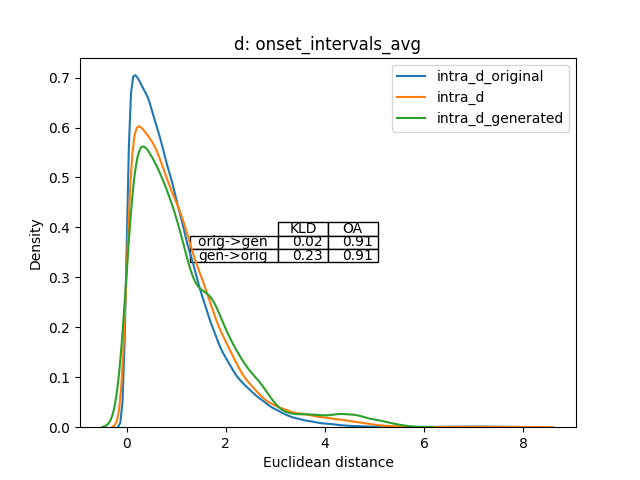 d: onset_intervals_avg
intra_d_original
intra_d
intra_d_generated
KLD OA
orig->gen 0.02 0.91
gen->orig 0.23 0.91
Density
0.7
0.6
0.5
0.4
0.3
0.2
0.1
0.0
0 2 4 6 8
Euclidean distance